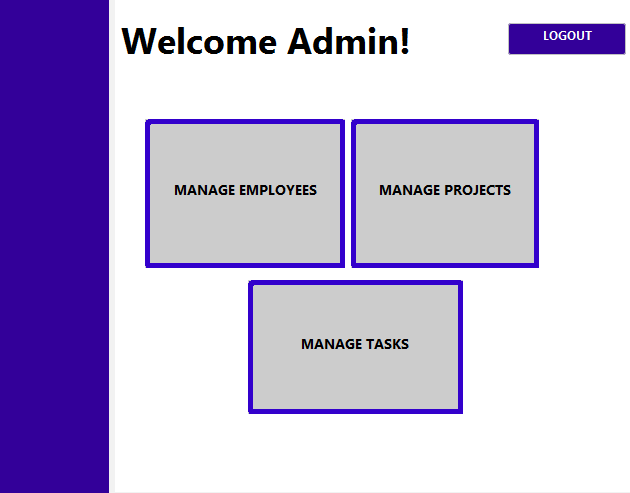 Welcome Admin!
LOGOUT
MANAGE EMPLOYEES
MANAGE PROJECTS
MANAGE TASKS